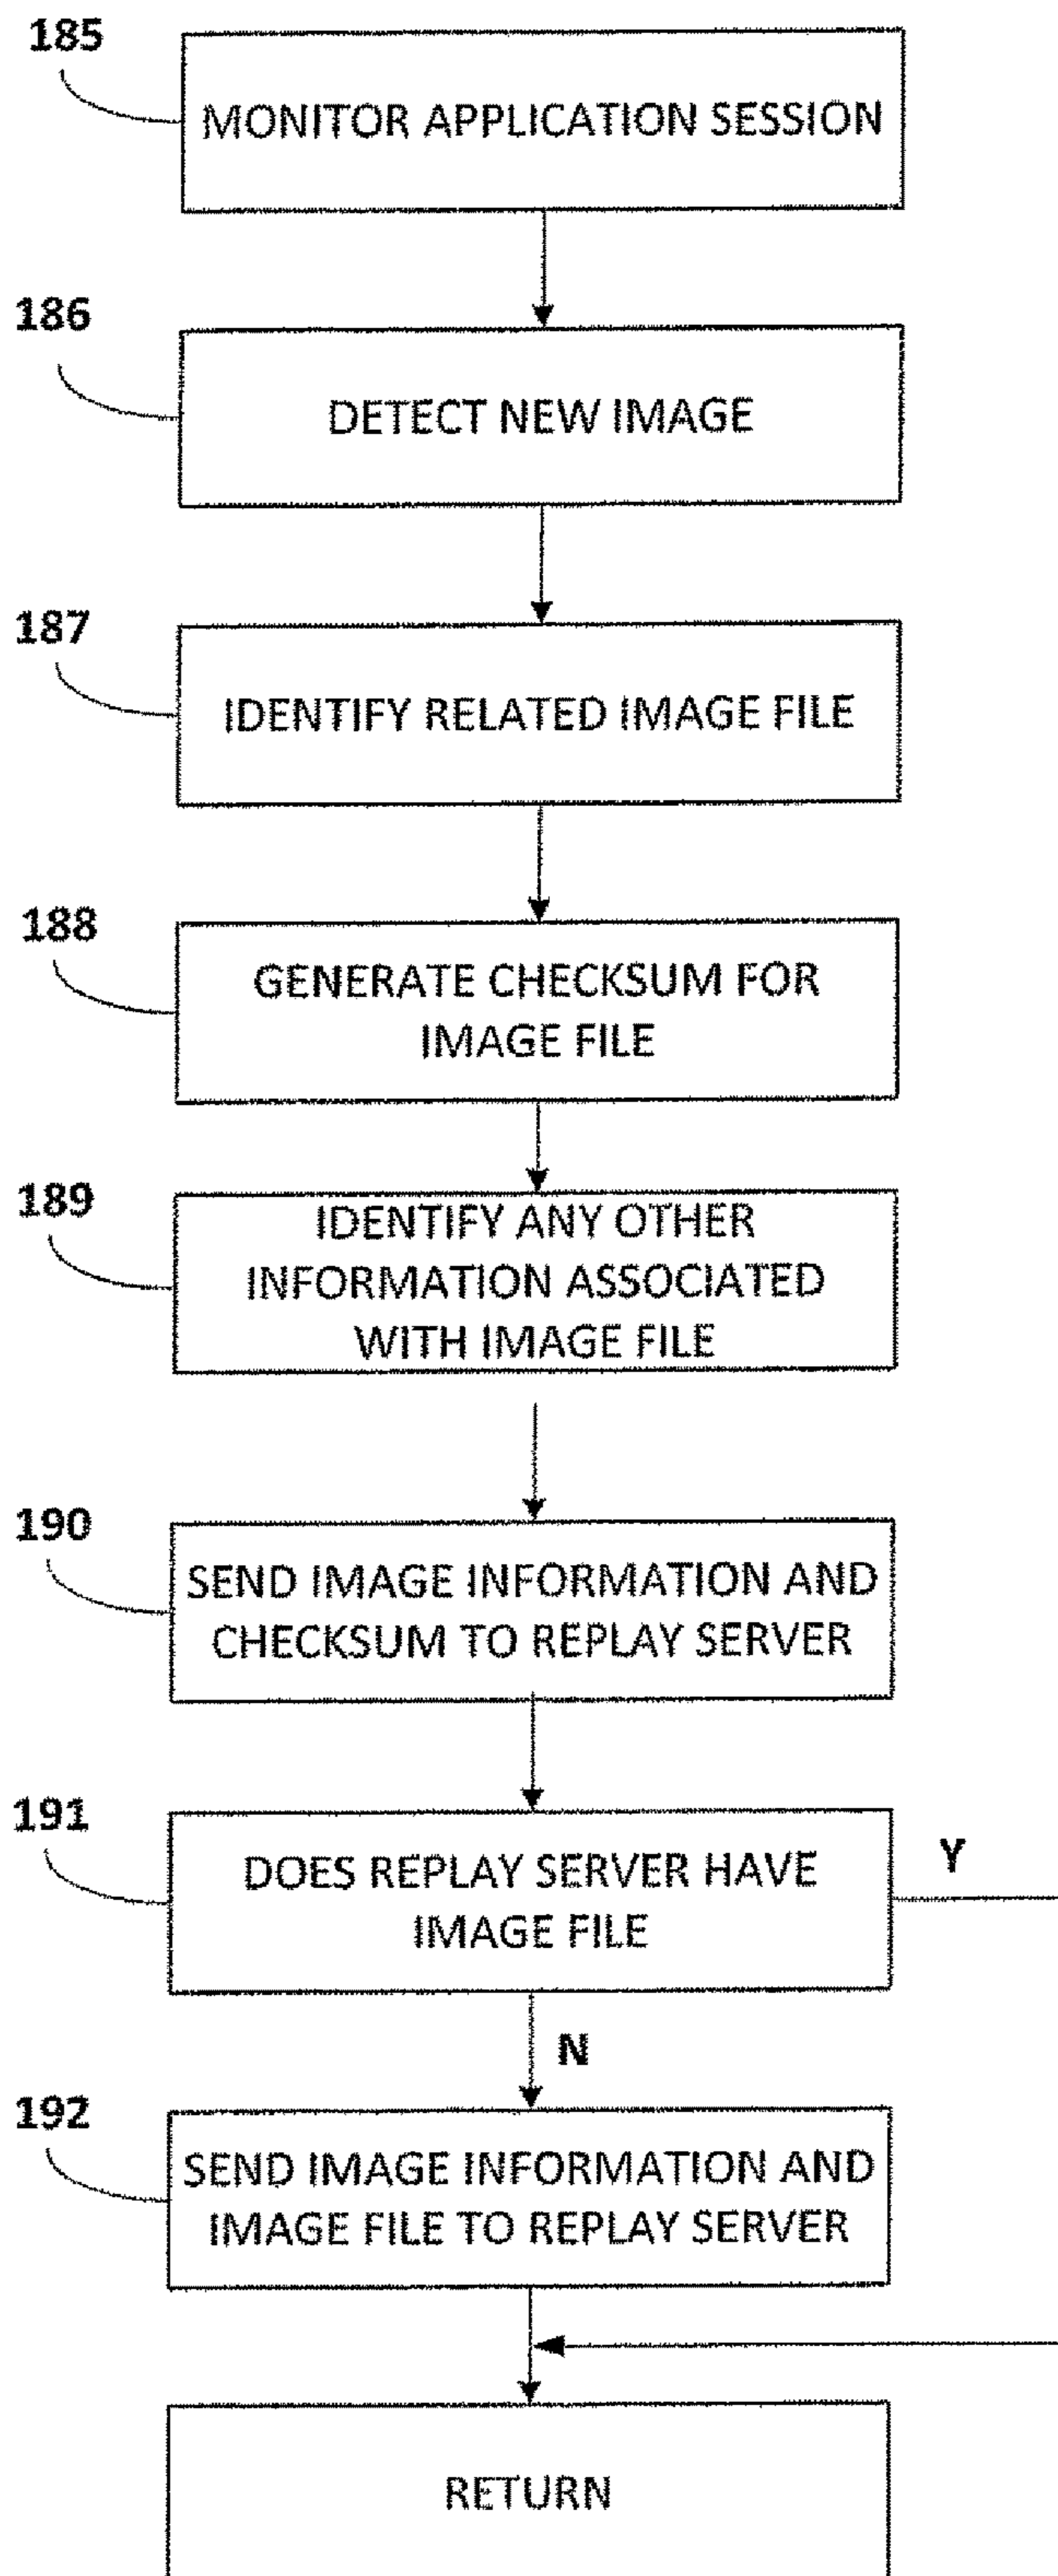 185
MONITOR APPLICATION SESSION
186
DETECT NEW IMAGE
187
IDENTIFY RELATED IMAGE FILE
188
GENERATE CHECKSUM FOR
IMAGE FILE
189
IDENTIFY ANY OTHER
INFORMATION ASSOCIATED
WITH IMAGE FILE
190
SEND IMAGE INFORMATION AND
CHECKSUM TO REPLAY SERVER
191
DOES REPLAY SERVER HAVE
IMAGE FILE
Y
N
192
SEND IMAGE INFORMATION AND
IMAGE FILE TO REPLAY SERVER
RETURN